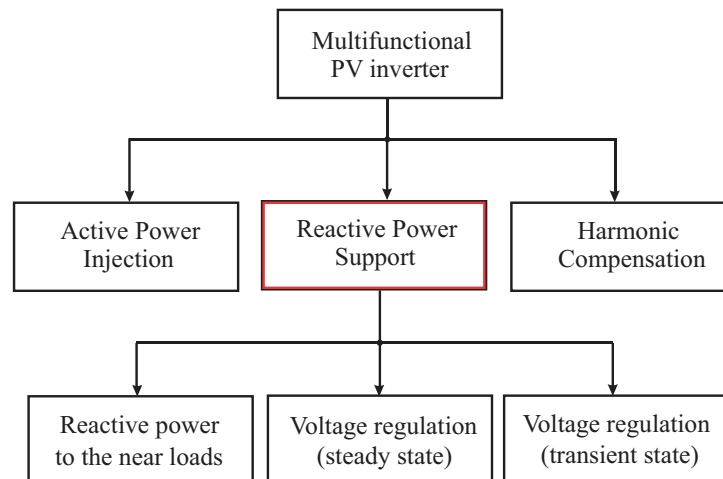 Multifunctional
PV inverter
Active Power
Injection
Reactive Power
Support
Harmonic
Compensation
Reactive power
to the near loads
Voltage regulation
(steady state)
Voltage regulation
(transient state)